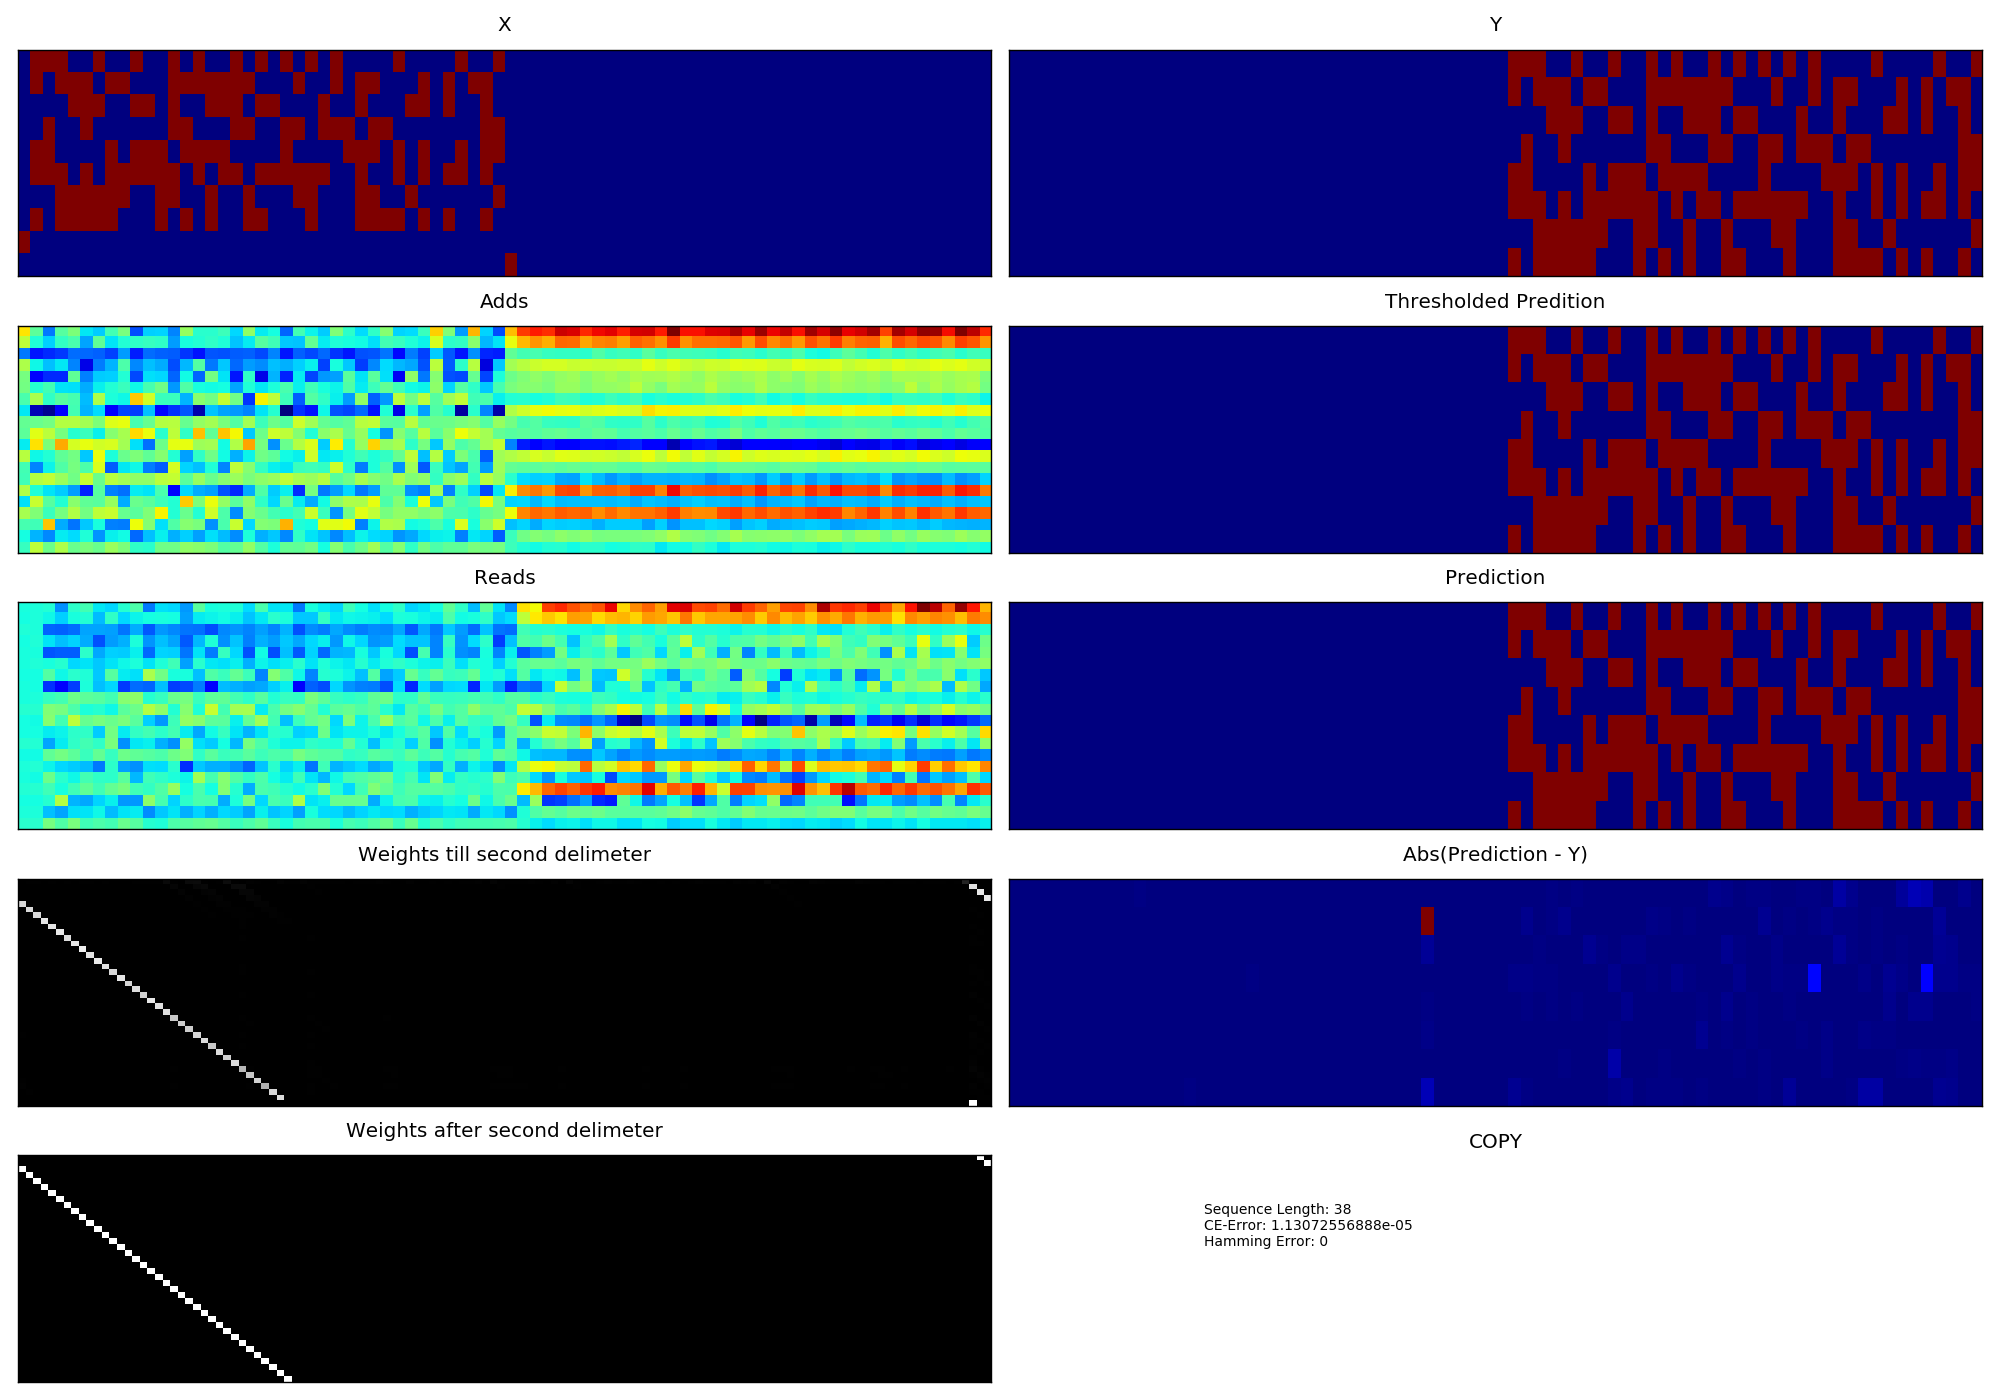 X
Y
Adds
Thresholded Predition
Reads
Prediction
Weights till second delimeter
Abs(Prediction - Y)
Weights after second delimeter
COPY
Sequence Length: 38
CE-Error: 1.13072556888e-05
Hamming Error: 0